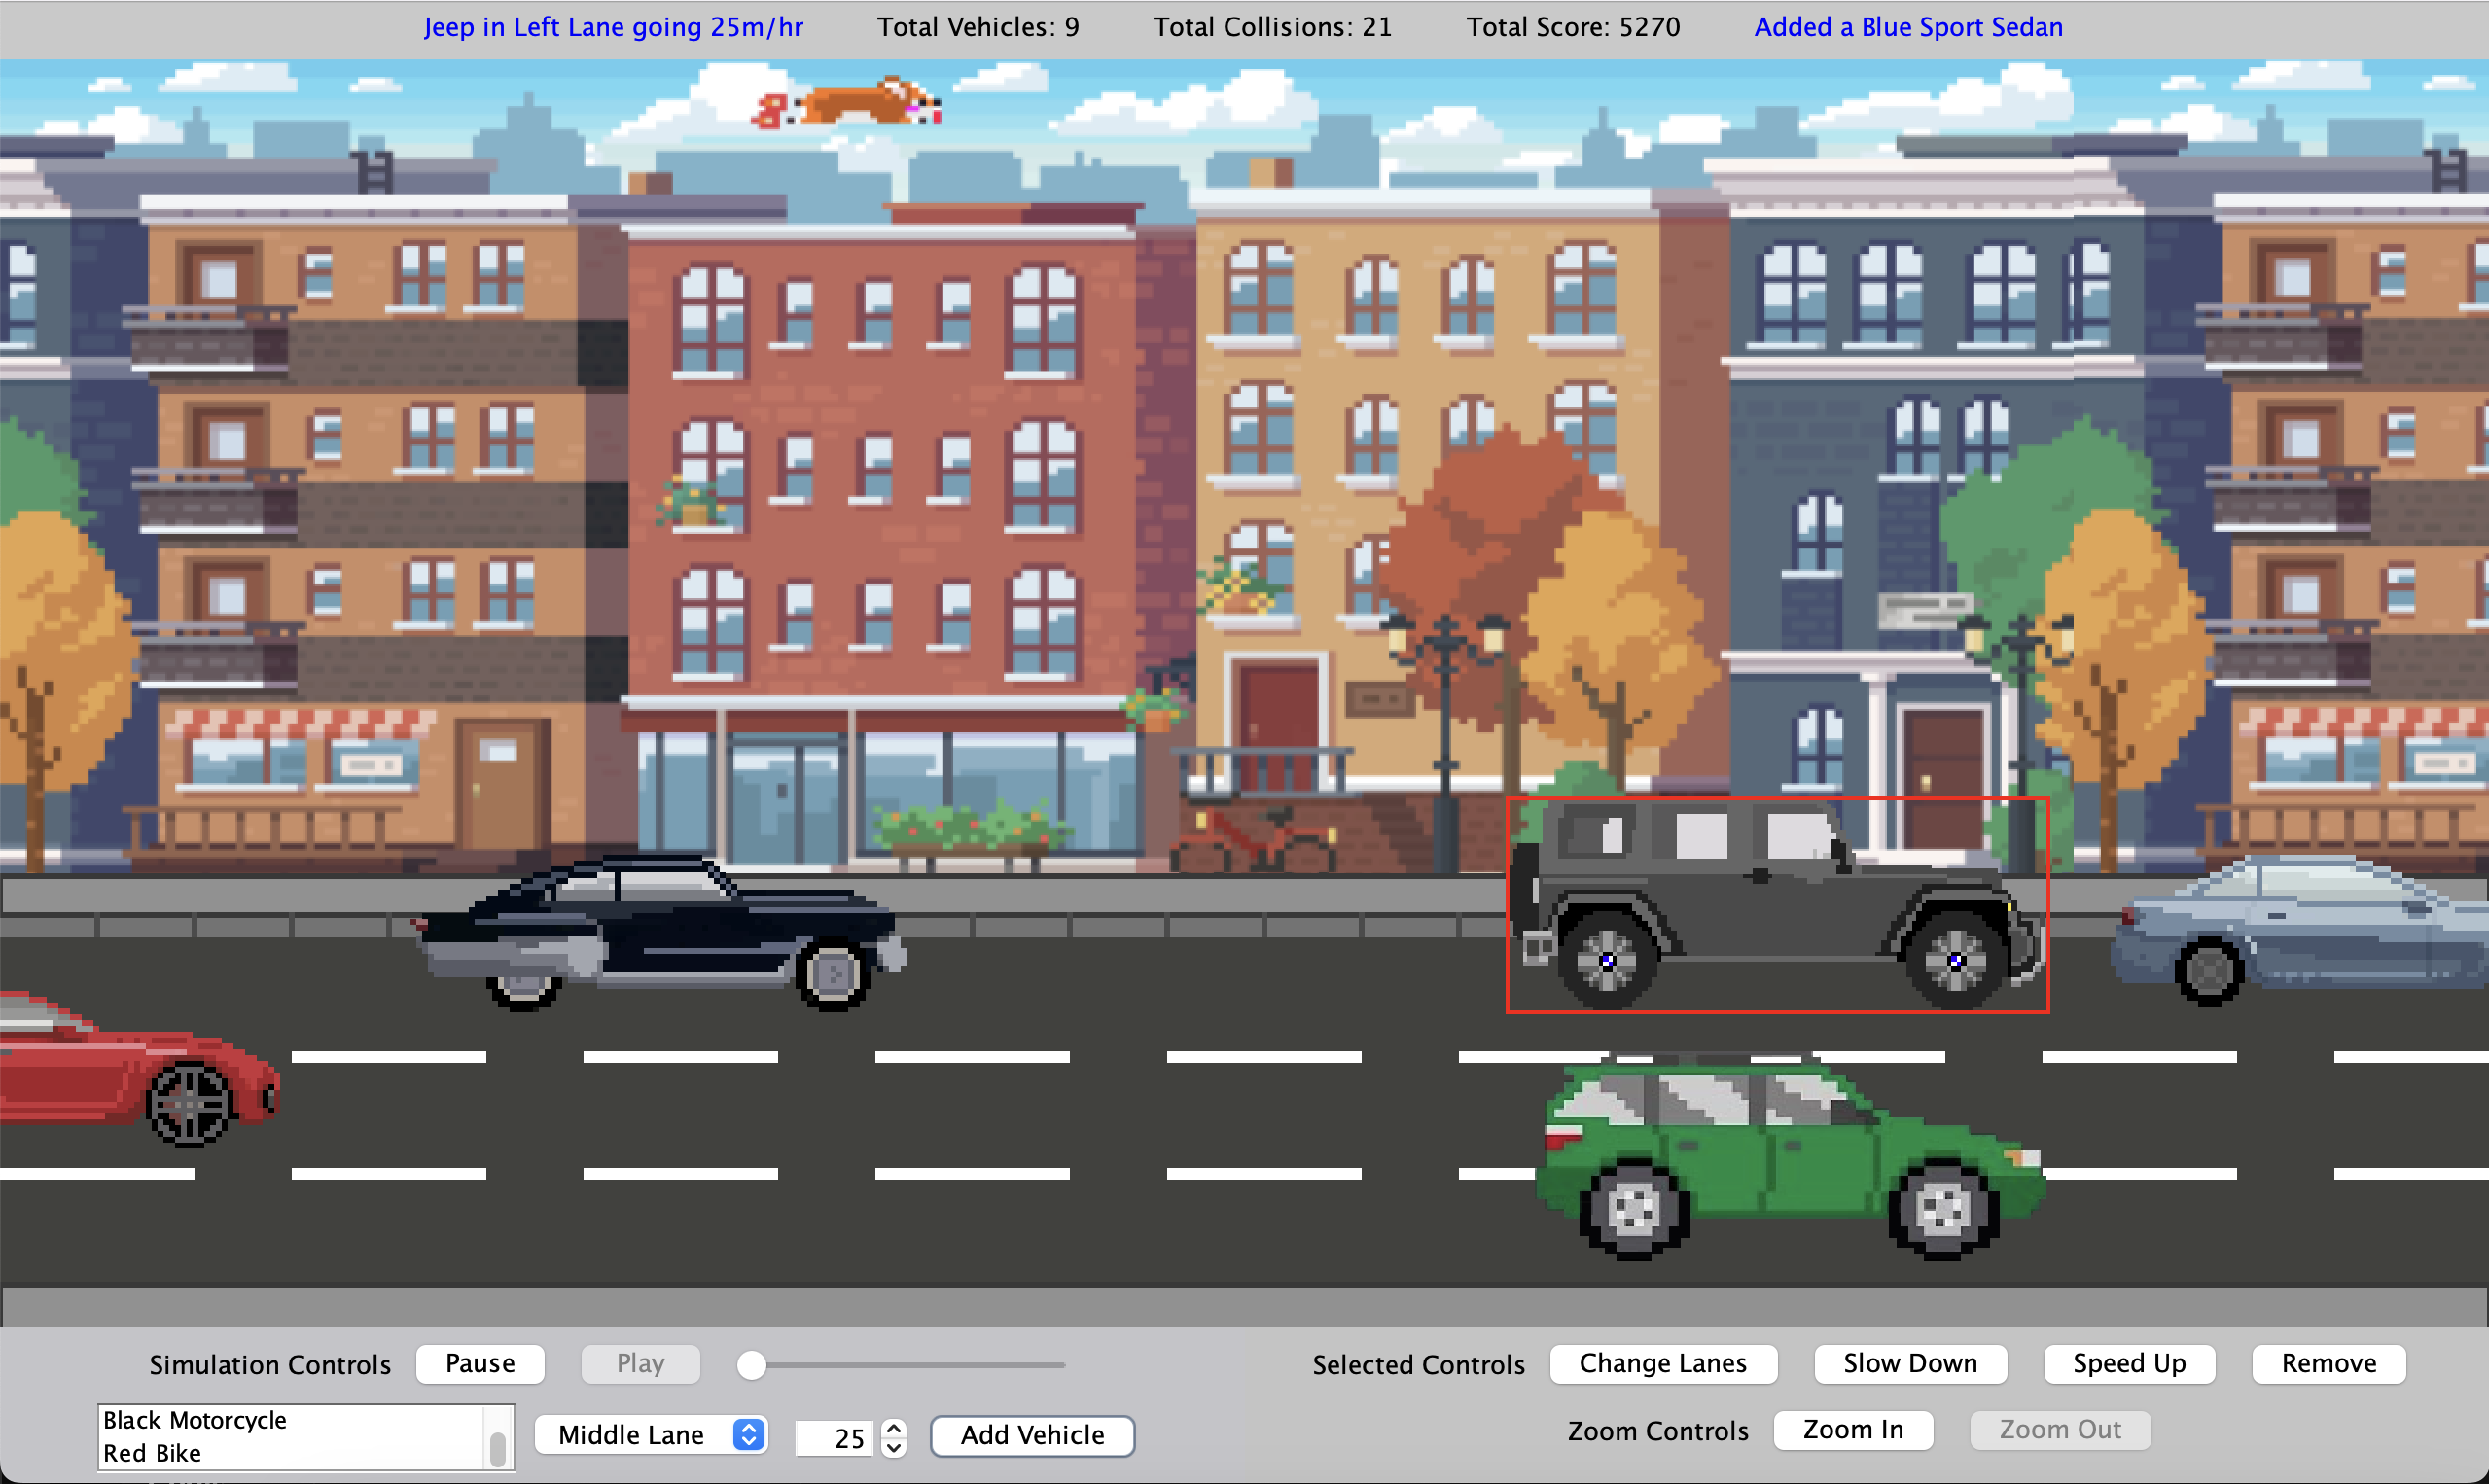 Jeep in Left Lane going 25m/hr
Total Vehicles: 9
Total Collisions: 21
Total Score: 5270
Added a Blue Sport Sedan
Simulation Controls
Pause
Play
Selected Controls
Change Lanes
Slow Down
Speed Up
Remove
Black Motorcycle
Red Bike
Middle Lane
25
Add Vehicle
Zoom Controls
Zoom In
Zoom Out